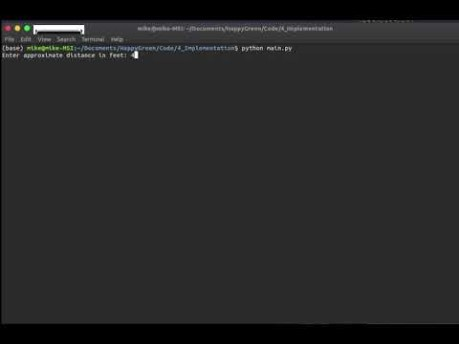 mike@mike-MSI: ~/Documents/HappyGreen/Code/4_Implementation
File Edit View Search Terminal Help
(base) mike@mike-MSI:~/Documents/HappyGreen/Code/4_Implementation$ python main.py
Enter approximate distance in feet: 4